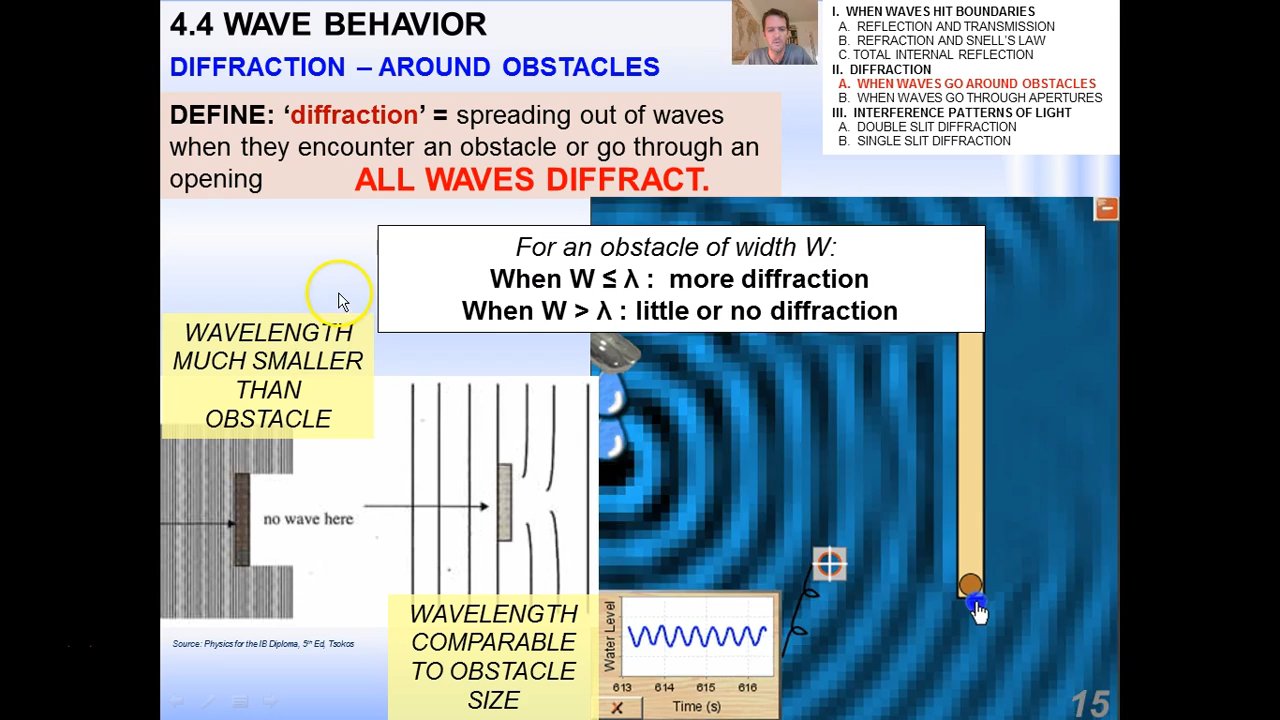 4.4 WAVE BEHAVIOR
DIFFRACTION – AROUND OBSTACLES
DEFINE: ‘diffraction’ = spreading out of waves
when they encounter an obstacle or go through an
opening
ALL WAVES DIFFRACT.
I. WHEN WAVES HIT BOUNDARIES
A. REFLECTION AND TRANSMISSION
B. REFRACTION AND SNELL'S LAW
C. TOTAL INTERNAL REFLECTION
II. DIFFRACTION
A. WHEN WAVES GO AROUND OBSTACLES
B. WHEN WAVES GO THROUGH APERTURES
III. INTERFERENCE PATTERNS OF LIGHT
A. DOUBLE SLIT DIFFRACTION
B. SINGLE SLIT DIFFRACTION
For an obstacle of width W:
When W ≤ λ : more diffraction
When W > λ : little or no diffraction
WAVELENGTH
MUCH SMALLER
THAN
OBSTACLE
no wave here
Source: Physics for the IB Diploma, 5th Ed, Tsokos
WAVELENGTH
COMPARABLE
TO OBSTACLE
SIZE
Water Level
613 614 615 616
Time (s)
X
15